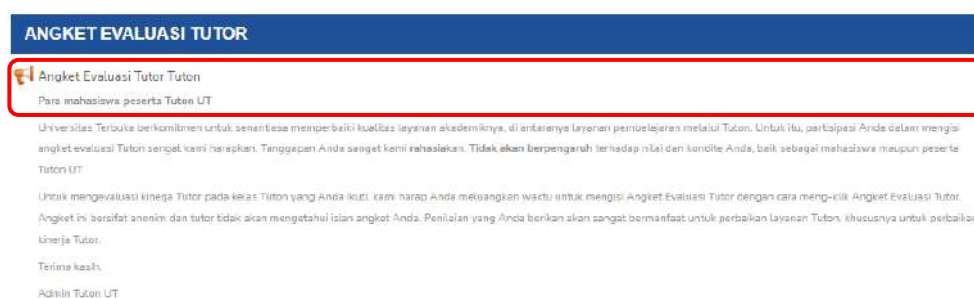 ANGKET EVALUASI TUTOR
Angket Evaluasi Tutor Tuton
Para mahasiswa peserta Tuton UT
Universitas Terbuka berkomitmen untuk senantiasa memperbaiki kualitas layanan akademiknya, di antaranya layanan pembelajaran melalui Tuton. Untuk itu, partisipasi Anda dalam mengisi
angket evaluasi Tuton sangat kami harapkan. Tanggapan Anda sangat kami rahasiakan. Tidak akan berpengaruh terhadap nilai dan kondite Anda, baik sebagai mahasiswa maupun peserta
Tuton UT
Untuk mengevaluasi kinerja Tutor pada kelas Tuton yang Anda ikuti, kami harap Anda meluangkan waktu untuk mengisi Angket Evaluasi Tutor dengan cara meng-klik Angket Evaluasi Tutor.
Angket ini bersifat anonim dan tutor tidak akan mengetahui isian angket Anda. Penilaian yang Anda berikan akan sangat bermanfaat untuk perbaikan layanan Tuton, khususnya untuk perbaikan
kinerja Tutor.
Terima kasih,
Admin Tuton UT